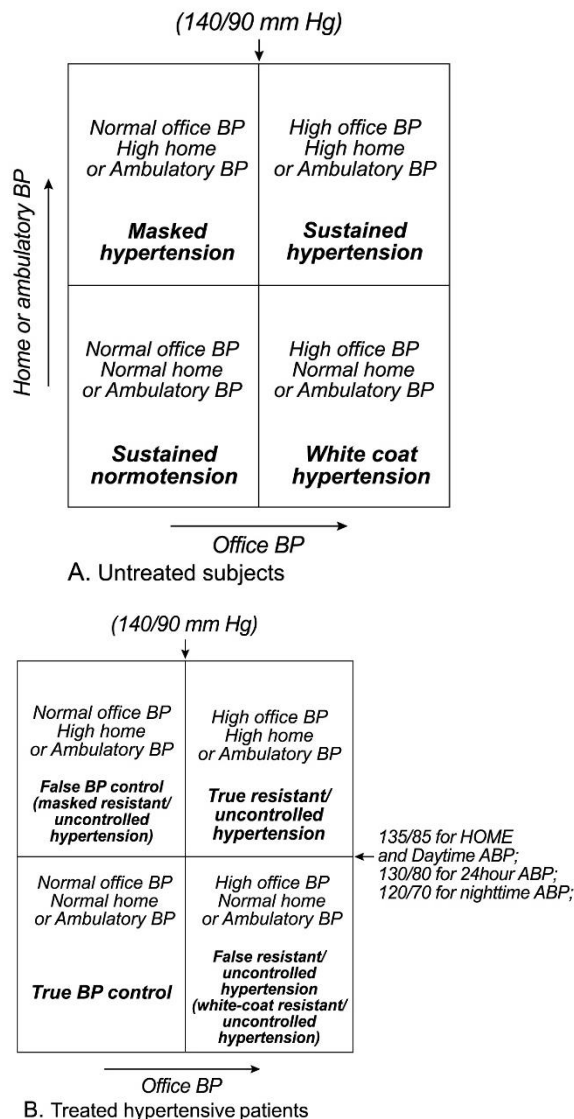 (140/90 mm Hg)
Home or ambulatory BP
Normal office BP
High home
or Ambulatory BP
Masked
hypertension
High office BP
High home
or Ambulatory BP
Sustained
hypertension
Normal office BP
Normal home
or Ambulatory BP
Sustained
normotension
High office BP
Normal home
or Ambulatory BP
White coat
hypertension
Office BP
A. Untreated subjects
(140/90 mm Hg)
Normal office BP
High home
or Ambulatory BP
False BP control
(masked resistant/
uncontrolled
hypertension)
High office BP
High home
or Ambulatory BP
True resistant/
uncontrolled
hypertension
135/85 for HOME
and Daytime ABP;
130/80 for 24hour ABP;
120/70 for nighttime ABP;
Normal office BP
Normal home
or Ambulatory BP
True BP control
High office BP
Normal home
or Ambulatory BP
False resistant/
uncontrolled
hypertension
(white-coat resistant/
uncontrolled
hypertension)
Office BP
B. Treated hypertensive patients